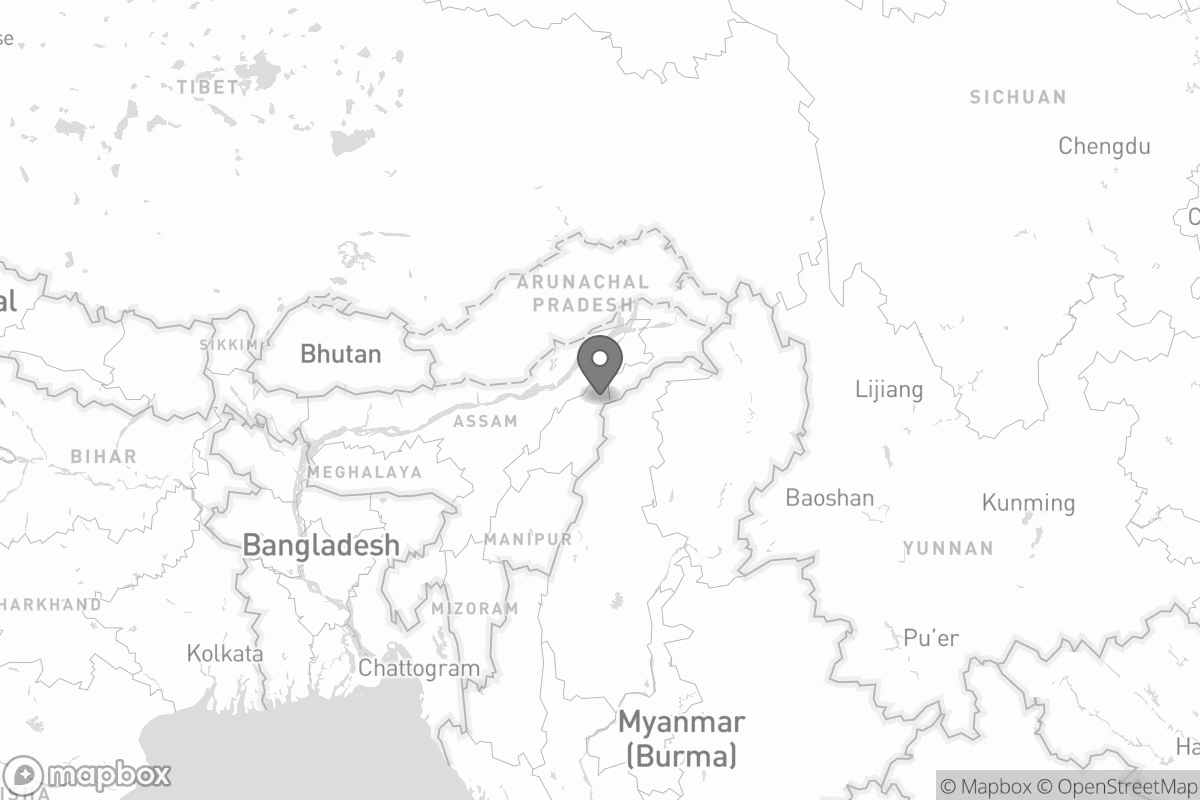 se
TIBET
SICHUAN
Chengdu
C
ARUNACHAL
PRADESH
al
SIKKIM
Bhutan
Lijiang
ASSAM
BIHAR
MEGHALAYA
Baoshan
Kunming
Bangladesh
MANIPUR
YUNNAN
HARKHAND
MIZORAM
Pu’er
Kolkata
Chattogram
Myanmar
(Burma)
Ha
mapbox
ISHA
© Mapbox © OpenStreetMap